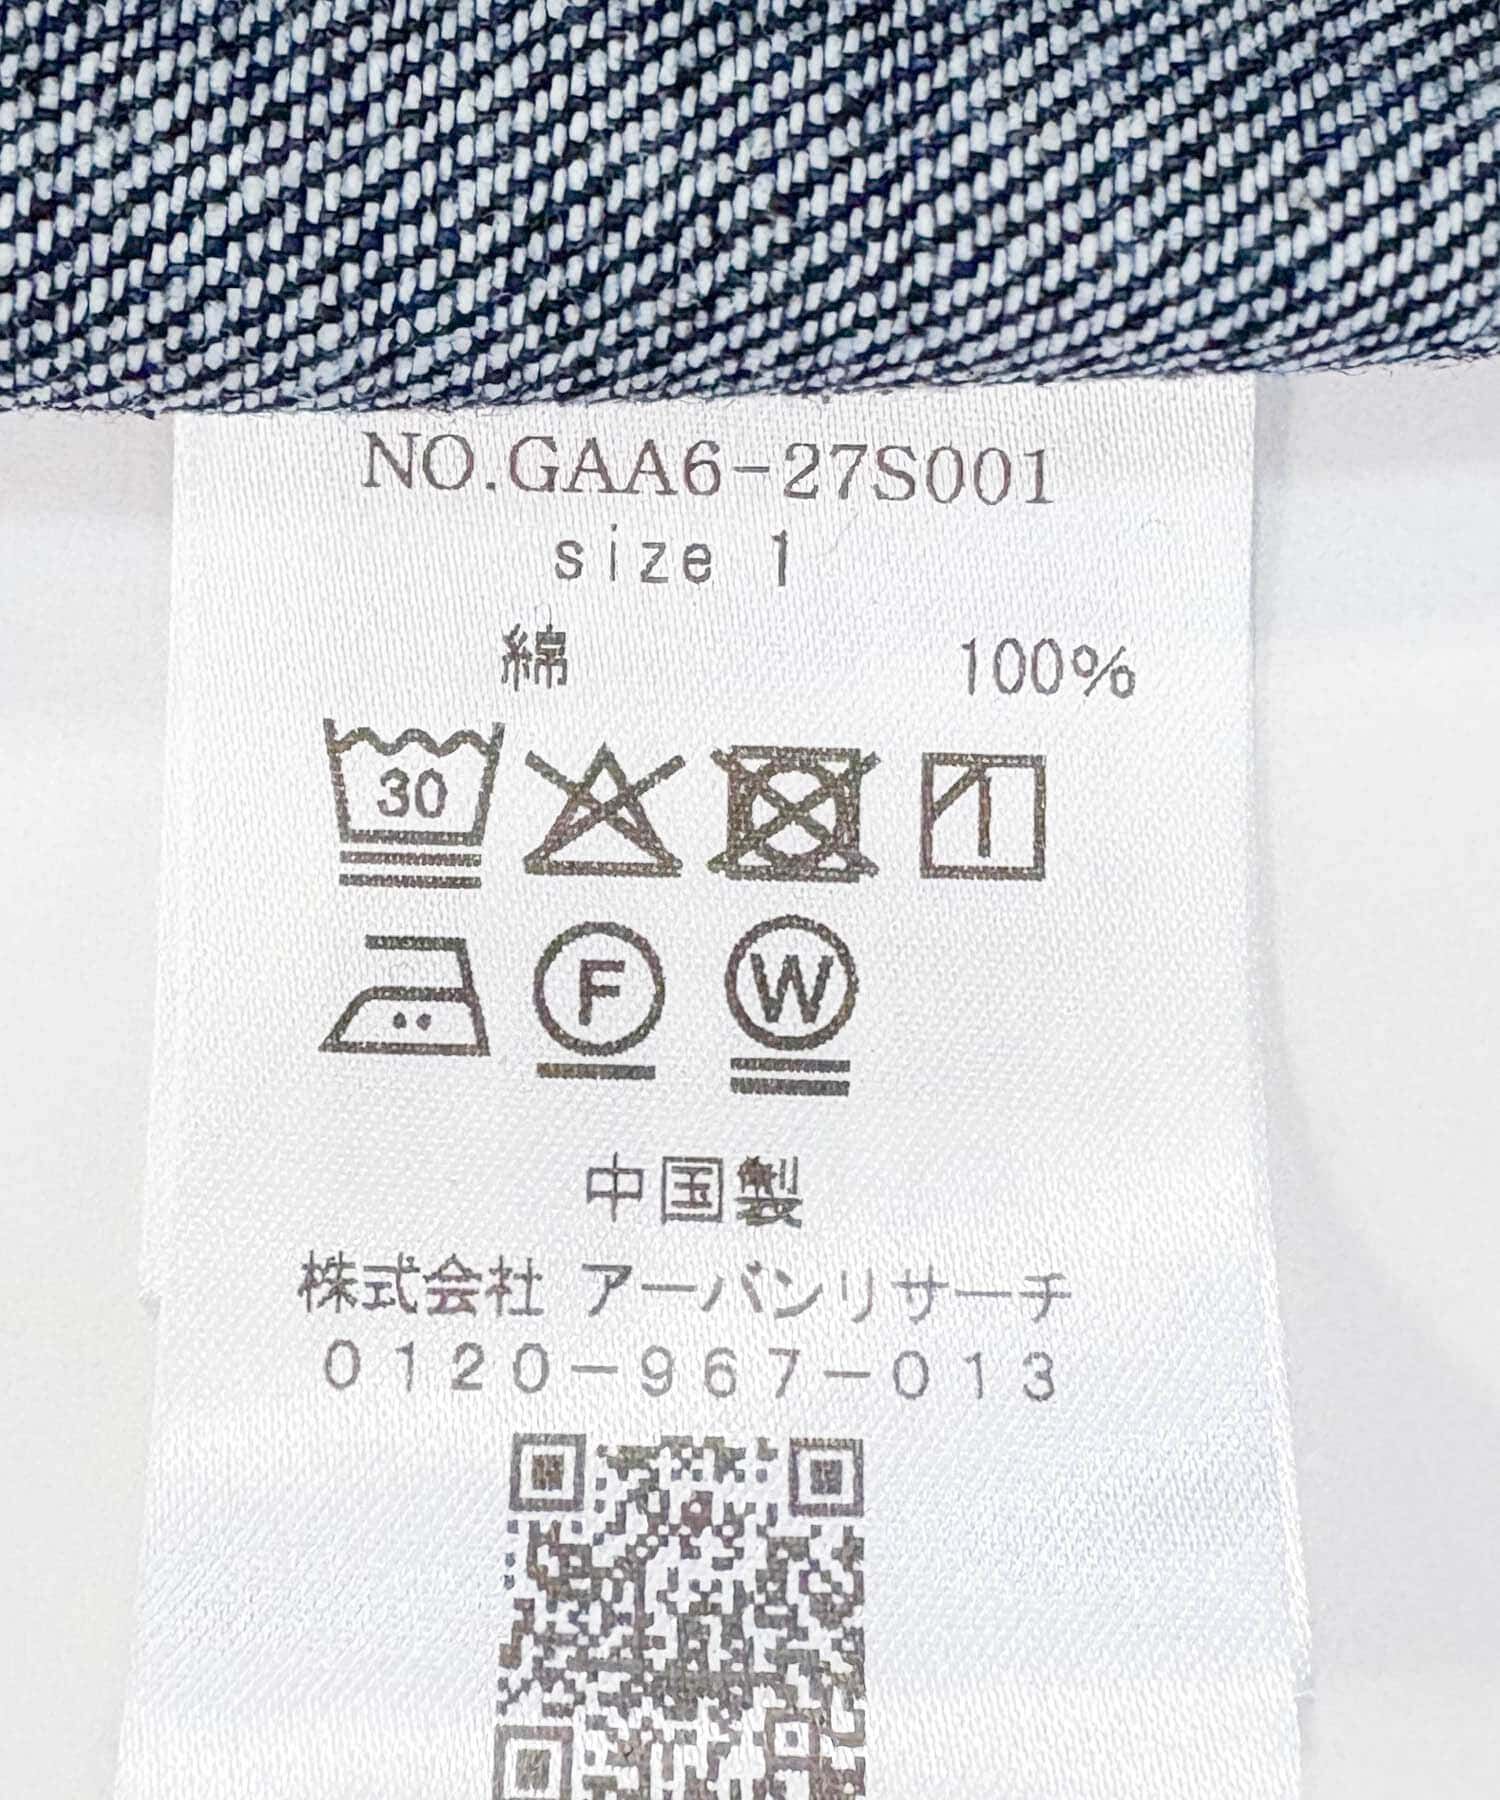 NO.GAA6-27S001
size 1
綿 100%
30
F W
中国製
株式会社 アーバンリサーチ
0120-967-013